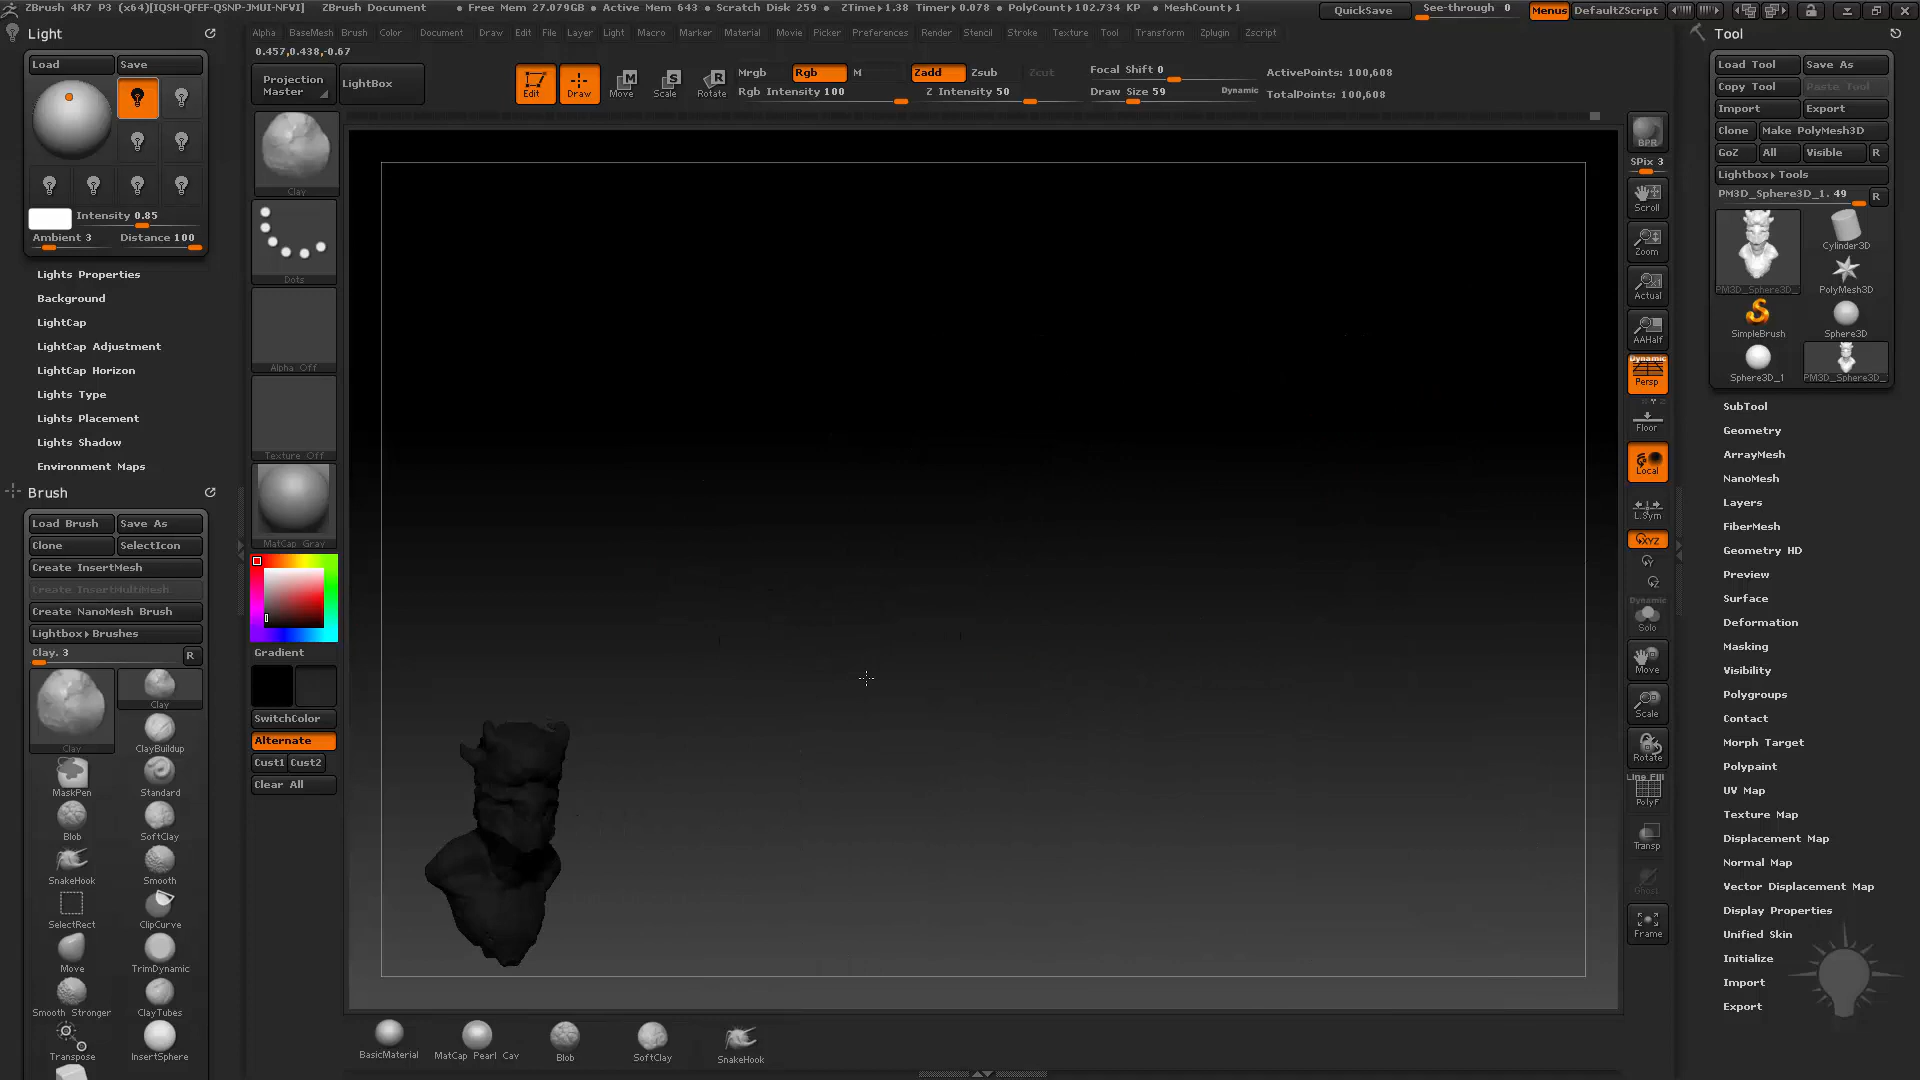 ZBrush 4R7 P3 (x64)[IQSH-QFEF-QSNP-JMUI-NFVI] ZBrush Document • Free Mem 27.079GB • Active Mem 643 • Scratch Disk 259 • ZTime▸1.38 Timer▸0.078 • PolyCount▸102.734 KP • MeshCount▸1 QuickSave See-through 0 Menus DefaultZScript
Alpha BaseMesh Brush Color Document Draw Edit File Layer Light Macro Marker Material Movie Picker Preferences Render Stencil Stroke Texture Tool Transform Zplugin Zscript
0.457,0.438,-0.67
Light
Load Save
Intensity 0.85
Ambient 3 Distance 100
Lights Properties
Background
LightCap
LightCap Adjustment
LightCap Horizon
Lights Type
Lights Placement
Lights Shadow
Environment Maps
Brush
Load Brush Save As
Clone SelectIcon
Create InsertMesh
Create InsertMultiMesh
Create NanoMesh Brush
Lightbox▸Brushes
Clay. 3 R
Clay
Clay
ClayBuildup
MaskPen Standard
Blob SoftClay
SnakeHook Smooth
SelectRect ClipCurve
Move TrimDynamic
Smooth Stronger ClayTubes
Transpose InsertSphere
Projection
Master
LightBox
Edit Draw Move Scale Rotate
Mrgb Rgb M
Rgb Intensity 100
Zadd Zsub Zcut
Z Intensity 50
Focal Shift 0
Draw Size 59 Dynamic
ActivePoints: 100,608
TotalPoints: 100,608
Clay
Dots
Alpha Off
Texture Off
MatCap Gray
Gradient
SwitchColor
Alternate
Cust1 Cust2
Clear All
BasicMaterial MatCap Pearl Cav Blob SoftClay SnakeHook
BPR
SPix 3
Scroll
Zoom
Actual
AAHalf
Dynamic
Persp
Floor
Local
L.Sym
XYZ
Dynamic
Solo
Move
Scale
Rotate
Line Fill
PolyF
Transp
Ghost
Frame
Tool
Load Tool Save As
Copy Tool Paste Tool
Import Export
Clone Make PolyMesh3D
GoZ All Visible R
Lightbox▸Tools
PM3D_Sphere3D_1. 49 R
PM3D_Sphere3D_
Cylinder3D
PolyMesh3D
SimpleBrush Sphere3D
Sphere3D_1 PM3D_Sphere3D_
SubTool
Geometry
ArrayMesh
NanoMesh
Layers
FiberMesh
Geometry HD
Preview
Surface
Deformation
Masking
Visibility
Polygroups
Contact
Morph Target
Polypaint
UV Map
Texture Map
Displacement Map
Normal Map
Vector Displacement Map
Display Properties
Unified Skin
Initialize
Import
Export